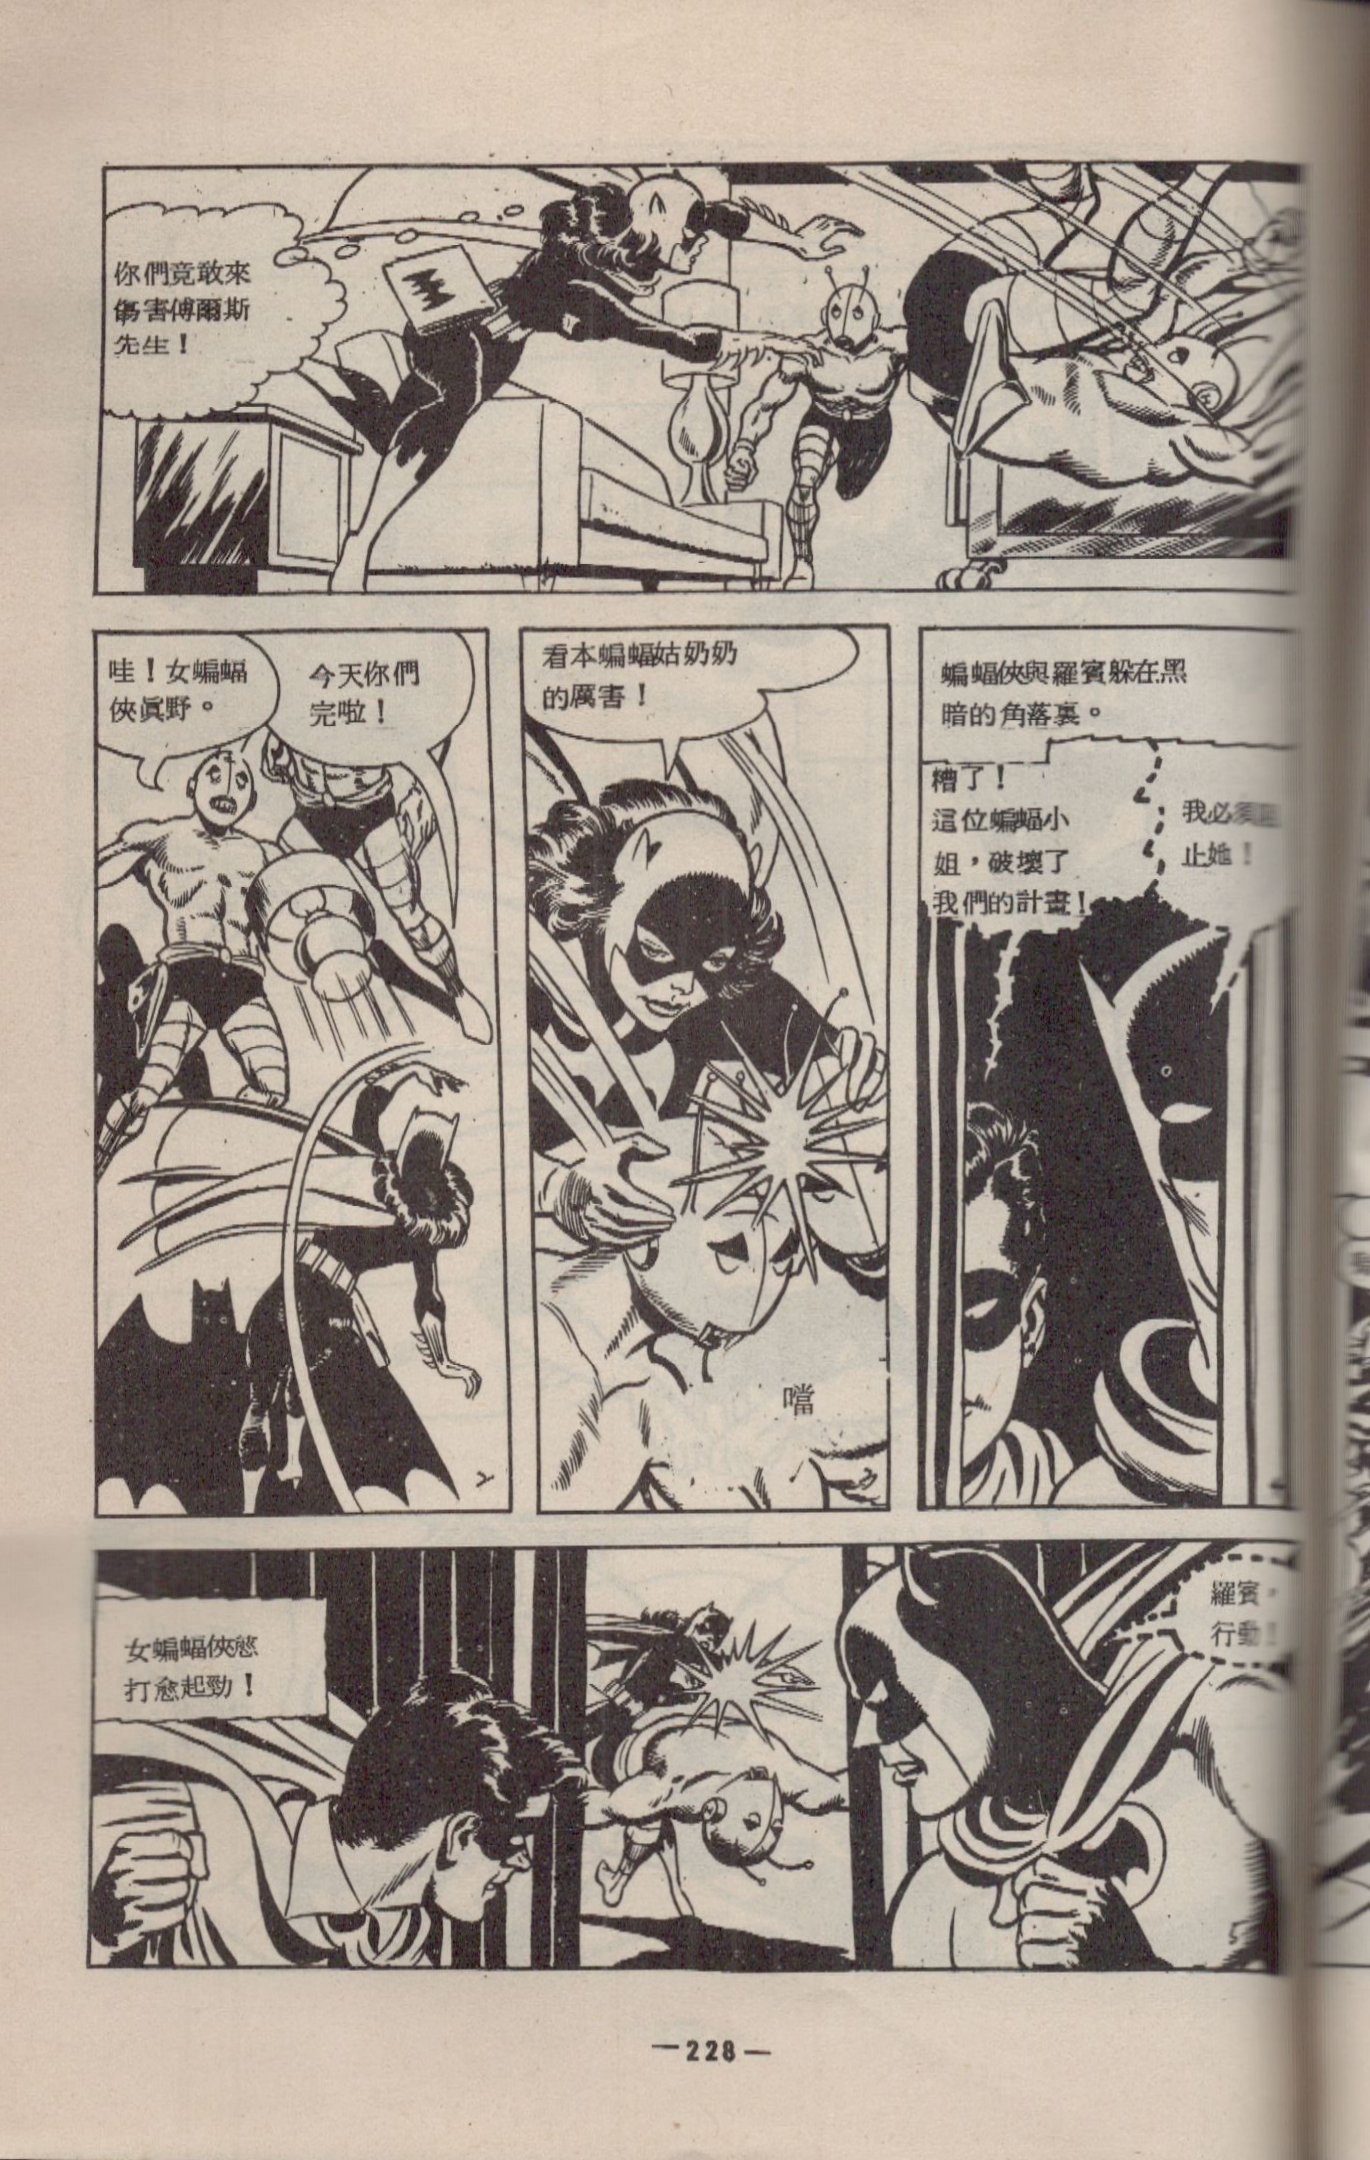 你們竟敢來
傷害傅爾斯
先生！
哇！女蝙蝠
俠眞野。
今天你們
完啦！
看本蝙蝠姑奶奶
的厲害！
噹
蝙蝠俠與羅賓躲在黑
暗的角落裏。
糟了！
這位蝙蝠小
姐，破壞了
我們的計畫！
我必須阻
止她！
女蝙蝠俠愈
打愈起勁！
羅賓，
行動！
—228—